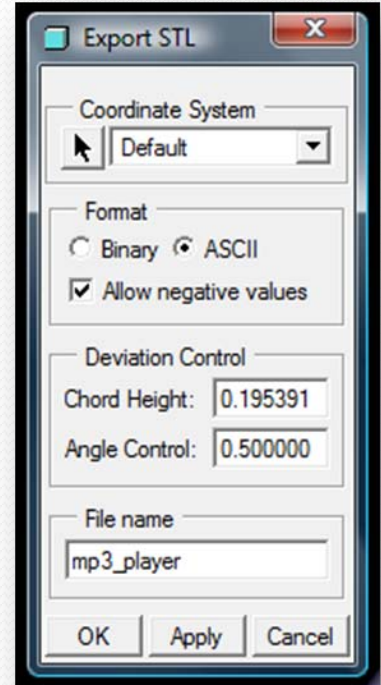 Export STL
Coordinate System
Default
Format
Binary ASCII
Allow negative values
Deviation Control
Chord Height: 0.195391
Angle Control: 0.500000
File name
mp3_player
OK Apply Cancel